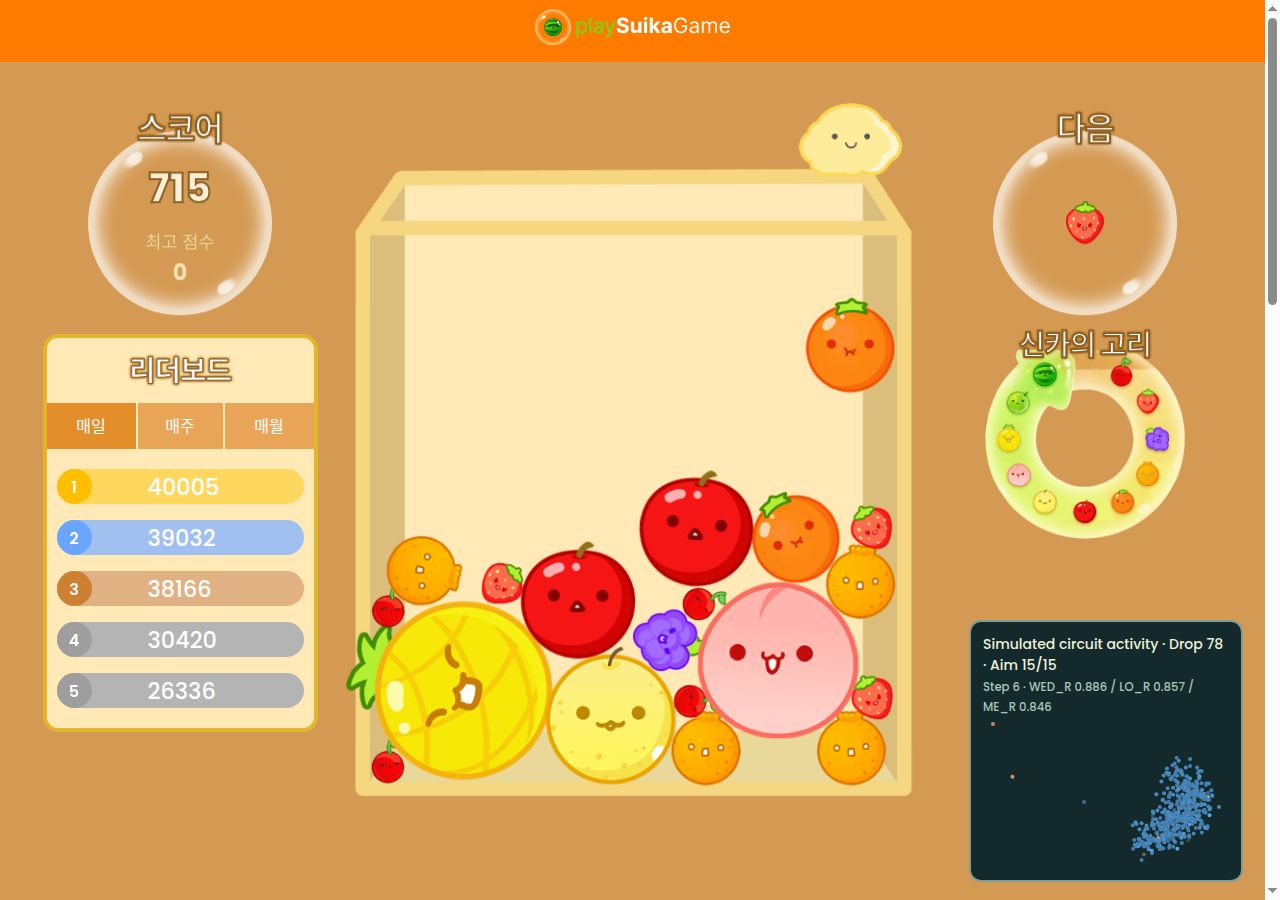 playSuikaGame
스코어
715
최고 점수
0
리더보드
매일 매주 매월
1 40005
2 39032
3 38166
4 30420
5 26336
다음
신카의 고리
Simulated circuit activity · Drop 78
· Aim 15/15
Step 6 · WED_R 0.886 / LO_R 0.857 /
ME_R 0.846